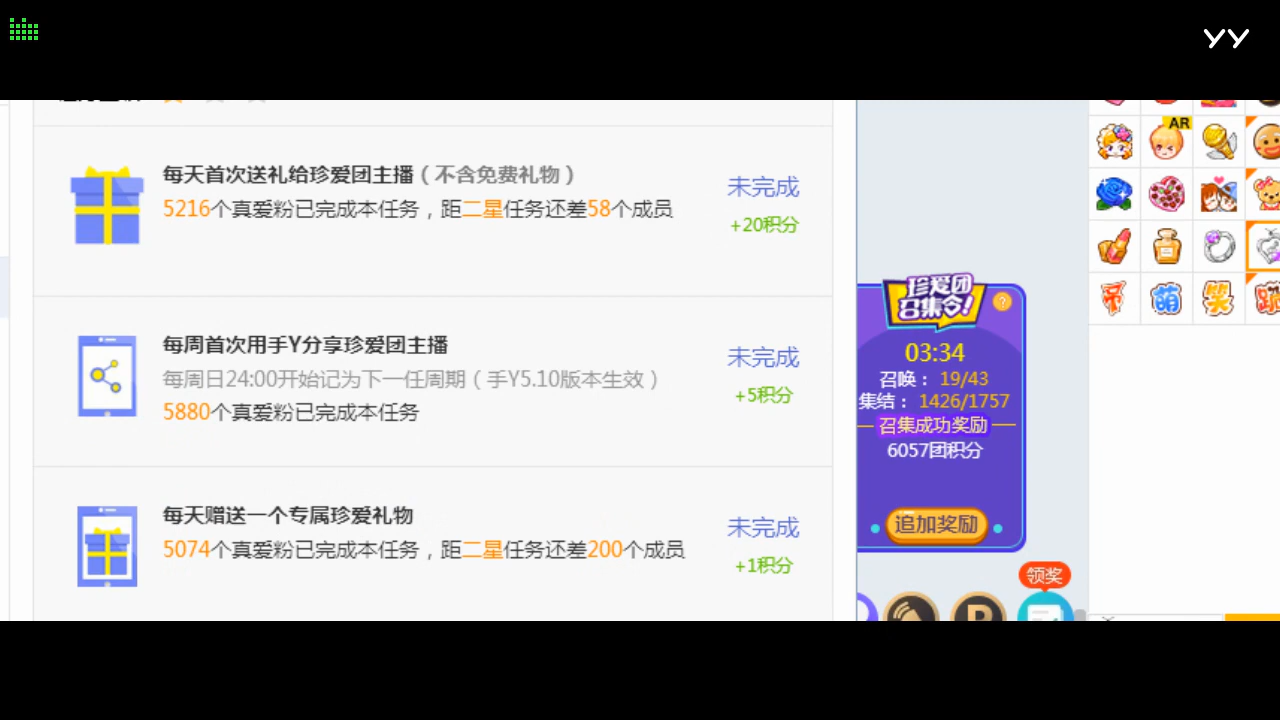 YY
每天首次送礼给珍爱团主播（不含免费礼物）
5216个真爱粉已完成本任务，距二星任务还差58个成员
未完成
+20积分
每周首次用手Y分享珍爱团主播
每周日24:00开始记为下一任周期（手Y5.10版本生效）
5880个真爱粉已完成本任务
未完成
+5积分
每天赠送一个专属珍爱礼物
5074个真爱粉已完成本任务，距二星任务还差200个成员
未完成
+1积分
珍爱团
召集令!
?
03:34
召唤： 19/43
集结： 1426/1757
召集成功奖励
6057团积分
追加奖励
领奖
AR
萌
笑